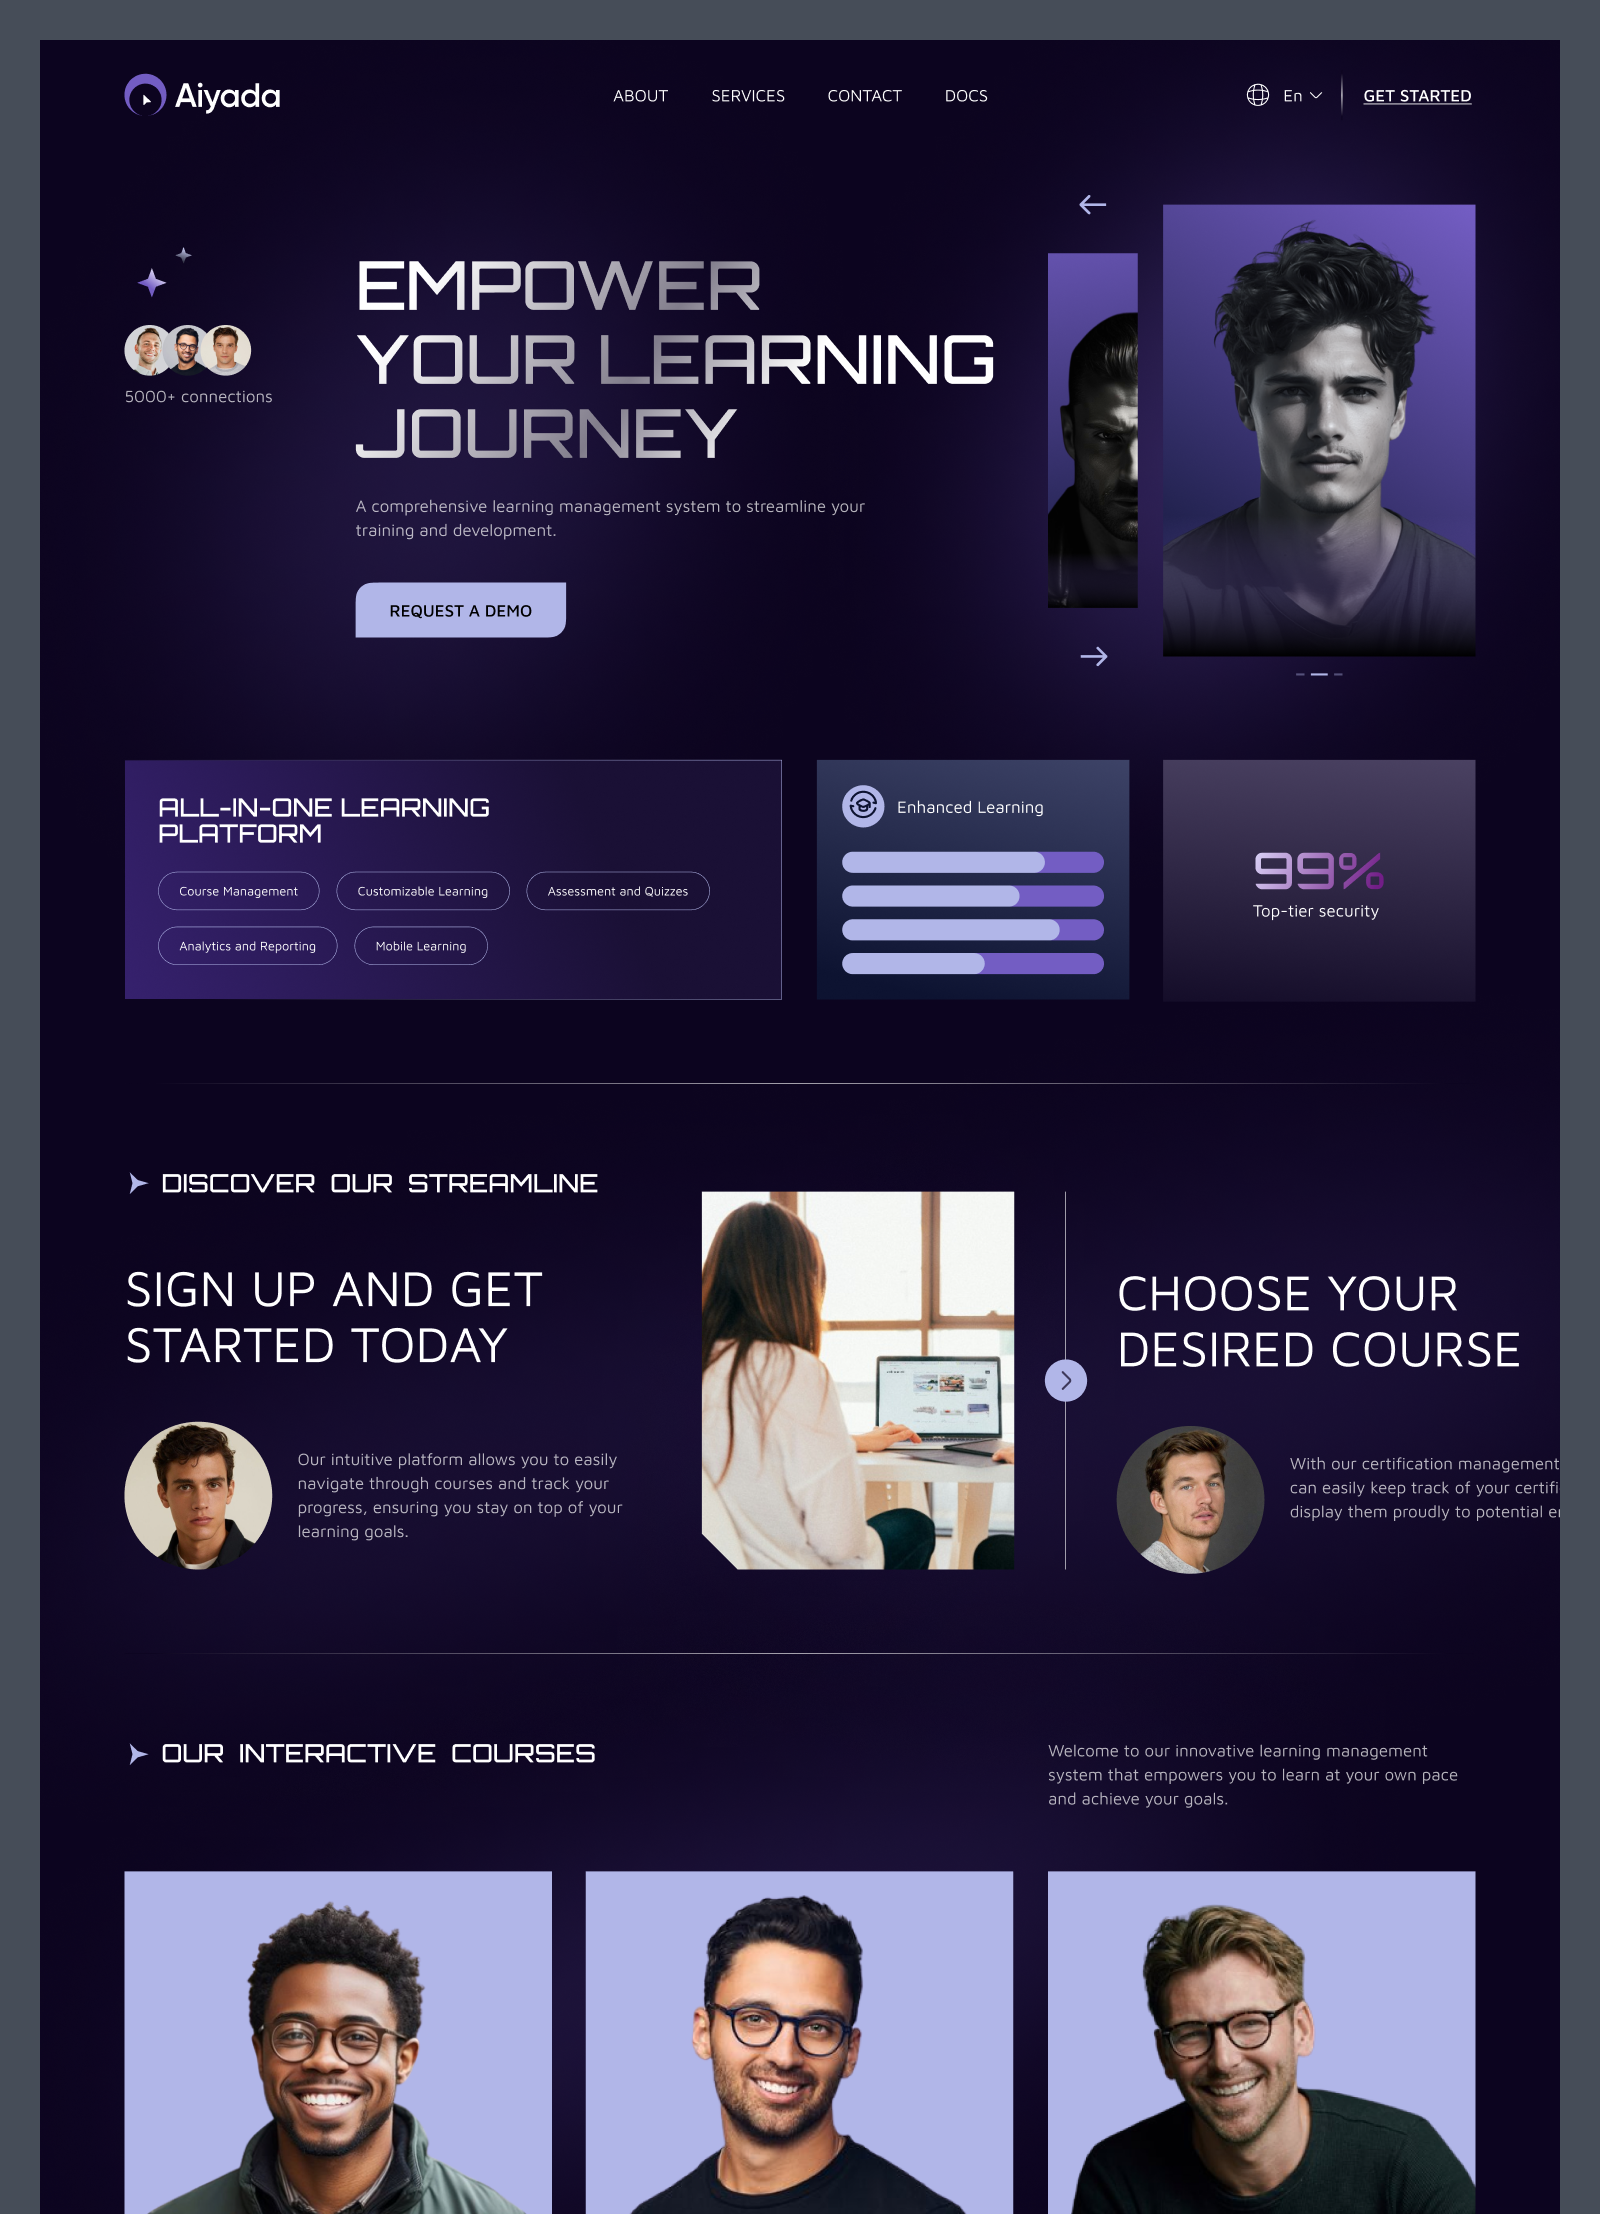 Aiyada
ABOUT
SERVICES
CONTACT
DOCS
En
GET STARTED
5000+ connections
EMPOWER
YOUR LEARNING
JOURNEY
A comprehensive learning management system to streamline your
training and development.
REQUEST A DEMO
ALL-IN-ONE LEARNING
PLATFORM
Course Management
Customizable Learning
Assessment and Quizzes
Analytics and Reporting
Mobile Learning
Enhanced Learning
99%
Top-tier security
DISCOVER OUR STREAMLINE
SIGN UP AND GET
STARTED TODAY
Our intuitive platform allows you to easily
navigate through courses and track your
progress, ensuring you stay on top of your
learning goals.
CHOOSE YOUR
DESIRED COURSE
With our certification management
can easily keep track of your certifi
display them proudly to potential
OUR INTERACTIVE COURSES
Welcome to our innovative learning management
system that empowers you to learn at your own pace
and achieve your goals.